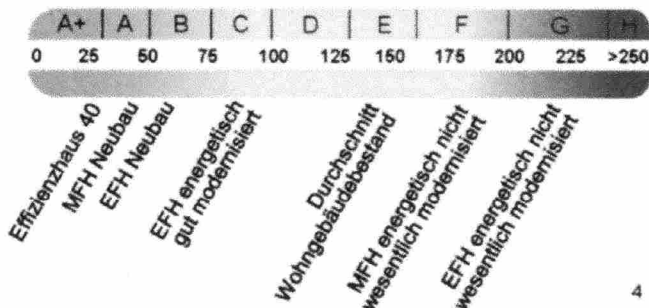 A+ | A | B | C | D | E | F | G | H
0 25 50 75 100 125 150 175 200 225 >250
Effizienzhaus 40
MFH Neubau
EFH Neubau
EFH energetisch
gut modernisiert
Durchschnitt
Wohngebäudebestand
MFH energetisch nicht
wesentlich modernisiert
EFH energetisch nicht
wesentlich modernisiert
4